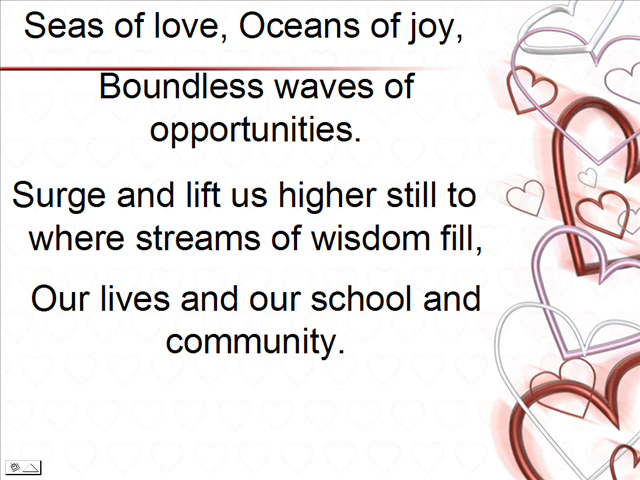 Seas of love, Oceans of joy,
Boundless waves of
opportunities.
Surge and lift us higher still to
where streams of wisdom fill,
Our lives and our school and
community.